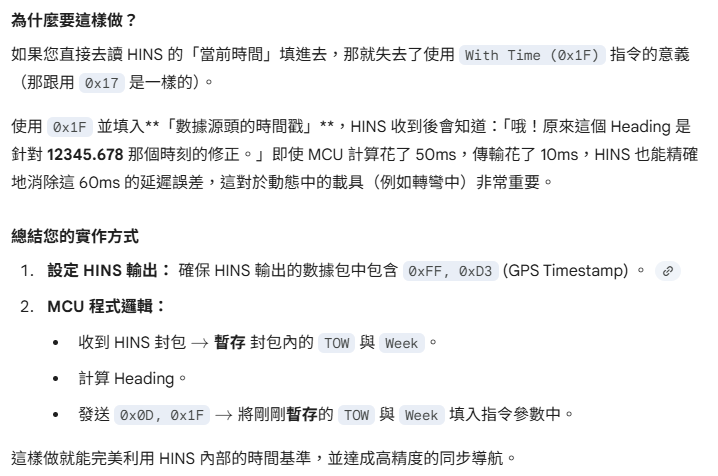 為什麼要這樣做？
如果您直接去讀 HINS 的「當前時間」填進去，那就失去了使用 With Time (0x1F) 指令的意義
（那跟用 0x17 是一樣的）。
使用 0x1F 並填入**「數據源頭的時間戳」**，HINS 收到後會知道：「哦！原來這個 Heading 是
針對 12345.678 那個時刻的修正。」即使 MCU 計算花了 50ms，傳輸花了 10ms，HINS 也能精確
地消除這 60ms 的延遲誤差，這對於動態中的載具（例如轉彎中）非常重要。
總結您的實作方式
1. 設定 HINS 輸出： 確保 HINS 輸出的數據包中包含 0xFF, 0xD3 (GPS Timestamp) 。
2. MCU 程式邏輯：
• 收到 HINS 封包 → 暫存 封包內的 TOW 與 Week 。
• 計算 Heading。
• 發送 0x0D, 0x1F → 將剛剛暫存的 TOW 與 Week 填入指令參數中。
這樣做就能完美利用 HINS 內部的時間基準，並達成高精度的同步導航。